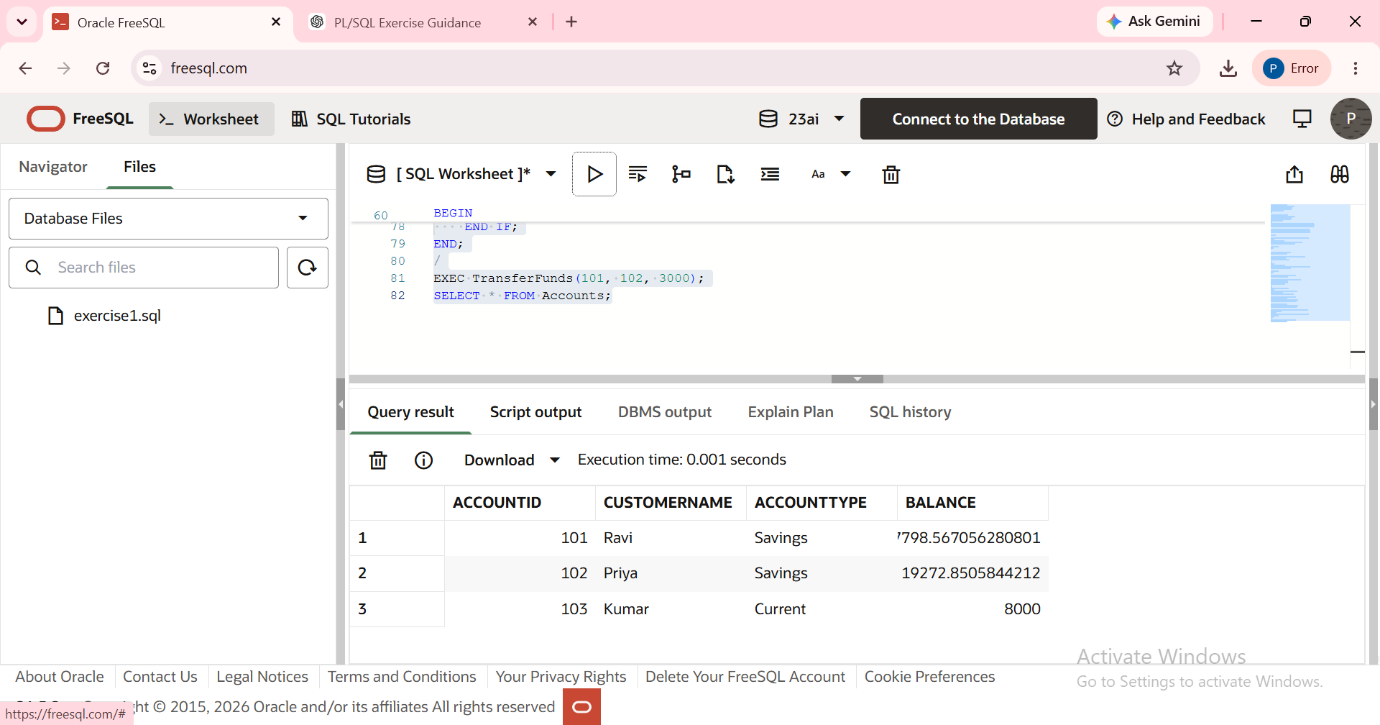 Oracle FreeSQL
PL/SQL Exercise Guidance
Ask Gemini
freesql.com
P
Error
FreeSQL
>_ Worksheet
SQL Tutorials
23ai
Connect to the Database
Help and Feedback
P
Navigator
Files
[ SQL Worksheet ]*
Aa
Database Files
Search files
exercise1.sql
60 BEGIN
78 ····END·IF;
79 END;
80 /
81 EXEC·TransferFunds(101,·102,·3000);
82 SELECT·*·FROM·Accounts;
Query result
Script output
DBMS output
Explain Plan
SQL history
Download
Execution time: 0.001 seconds
ACCOUNTID CUSTOMERNAME ACCOUNTTYPE BALANCE
1 101 Ravi Savings 7798.567056280801
2 102 Priya Savings 19272.8505844212
3 103 Kumar Current 8000
Activate Windows
Go to Settings to activate Windows.
About Oracle
Contact Us
Legal Notices
Terms and Conditions
Your Privacy Rights
Delete Your FreeSQL Account
Cookie Preferences
ht © 2015, 2026 Oracle and/or its affiliates All rights reserved
https://freesql.com/#